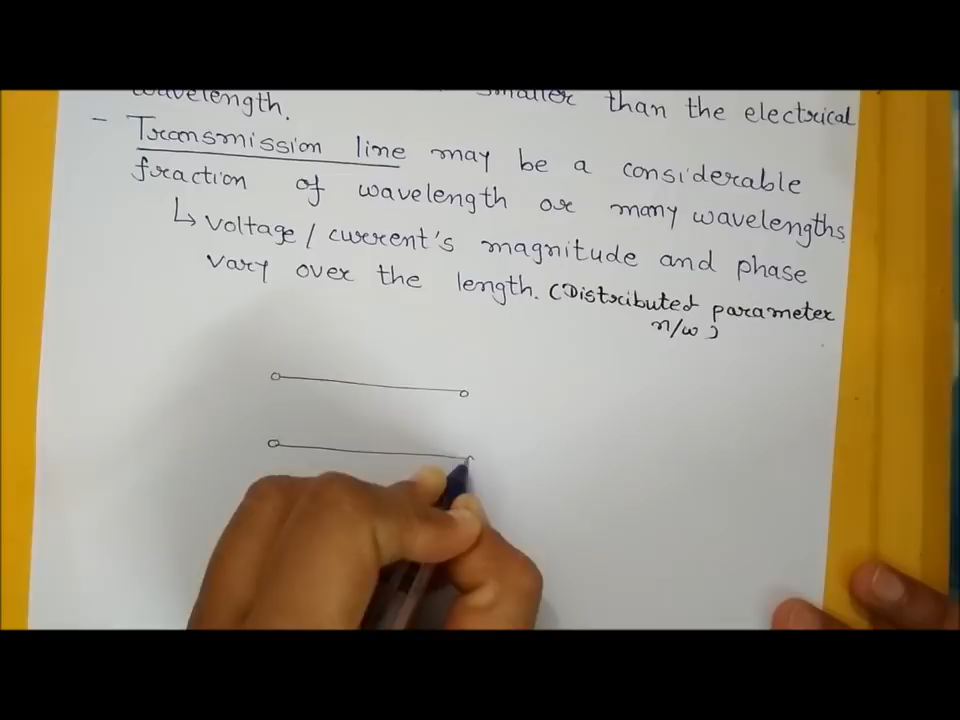 wavelength. smaller than the electrical
- Transmission line may be a considerable
fraction of wavelength or many wavelengths.
↳ voltage / current's magnitude and phase
vary over the length. (Distributed parameter
n/w)